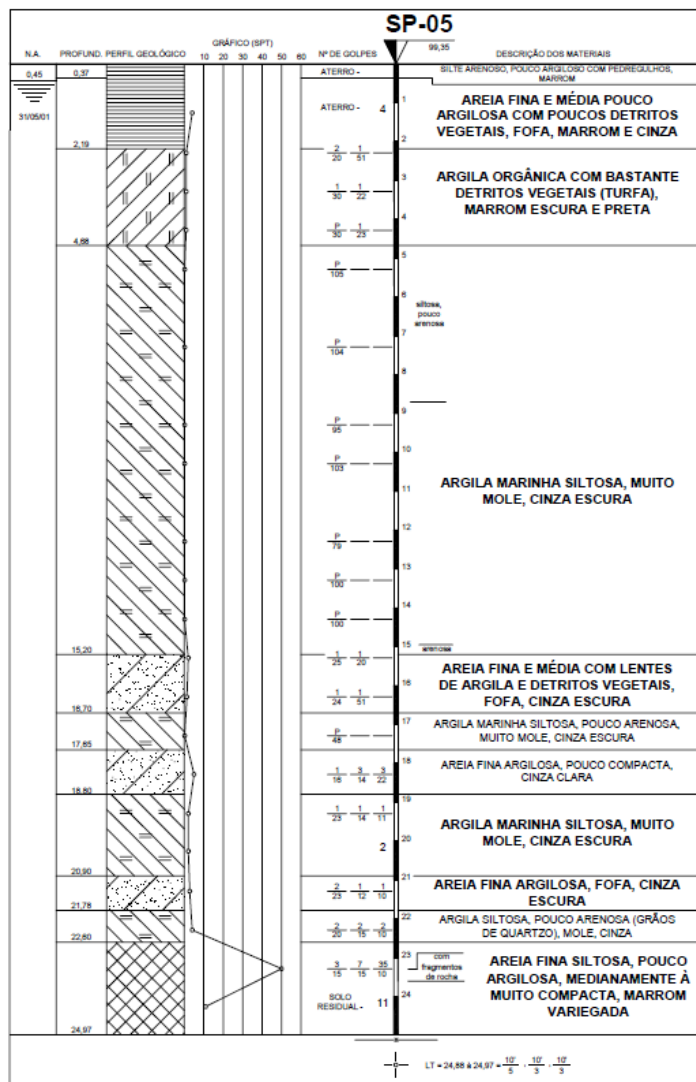 SP-05
99,35
N.A. PROFUND. PERFIL GEOLÓGICO GRÁFICO (SPT) Nº DE GOLPES DESCRIÇÃO DOS MATERIAIS
10 20 30 40 50 60
0,45
31/05/01
0,37
ATERRO -
SILTE ARENOSO, POUCO ARGILOSO COM PEDREGULHOS,
MARROM
ATERRO - 4
1
2
AREIA FINA E MÉDIA POUCO
ARGILOSA COM POUCOS DETRITOS
VEGETAIS, FOFA, MARROM E CINZA
2,19
2/20 1/51
1/30 1/22
P/30 1/23
3
4
ARGILA ORGÂNICA COM BASTANTE
DETRITOS VEGETAIS (TURFA),
MARROM ESCURA E PRETA
4,68
P/105
P/104
P/95
P/103
P/79
P/100
P/100
5
6
7
8
9
10
11
12
13
14
15
siltosa,
pouco
arenosa
ARGILA MARINHA SILTOSA, MUITO
MOLE, CINZA ESCURA
arenosa
15,20
1/25 1/20
1/24 1/51
16
AREIA FINA E MÉDIA COM LENTES
DE ARGILA E DETRITOS VEGETAIS,
FOFA, CINZA ESCURA
16,70
P/48
17
ARGILA MARINHA SILTOSA, POUCO ARENOSA,
MUITO MOLE, CINZA ESCURA
17,65
1/16 3/14 3/22
18
AREIA FINA ARGILOSA, POUCO COMPACTA,
CINZA CLARA
18,80
1/23 1/14 1/11
2
19
20
ARGILA MARINHA SILTOSA, MUITO
MOLE, CINZA ESCURA
20,90
2/23 1/12 1/10
21
AREIA FINA ARGILOSA, FOFA, CINZA
ESCURA
21,78
2/20 2/15 2/10
22
ARGILA SILTOSA, POUCO ARENOSA (GRÃOS
DE QUARTZO), MOLE, CINZA
22,60
3/15 7/15 35/10
23
com
fragmentos
de rocha
SOLO
RESIDUAL - 11
24
AREIA FINA SILTOSA, POUCO
ARGILOSA, MEDIANAMENTE À
MUITO COMPACTA, MARROM
VARIEGADA
24,97
LT = 24,88 à 24,97 = 10'/5 - 10'/3 - 10'/3